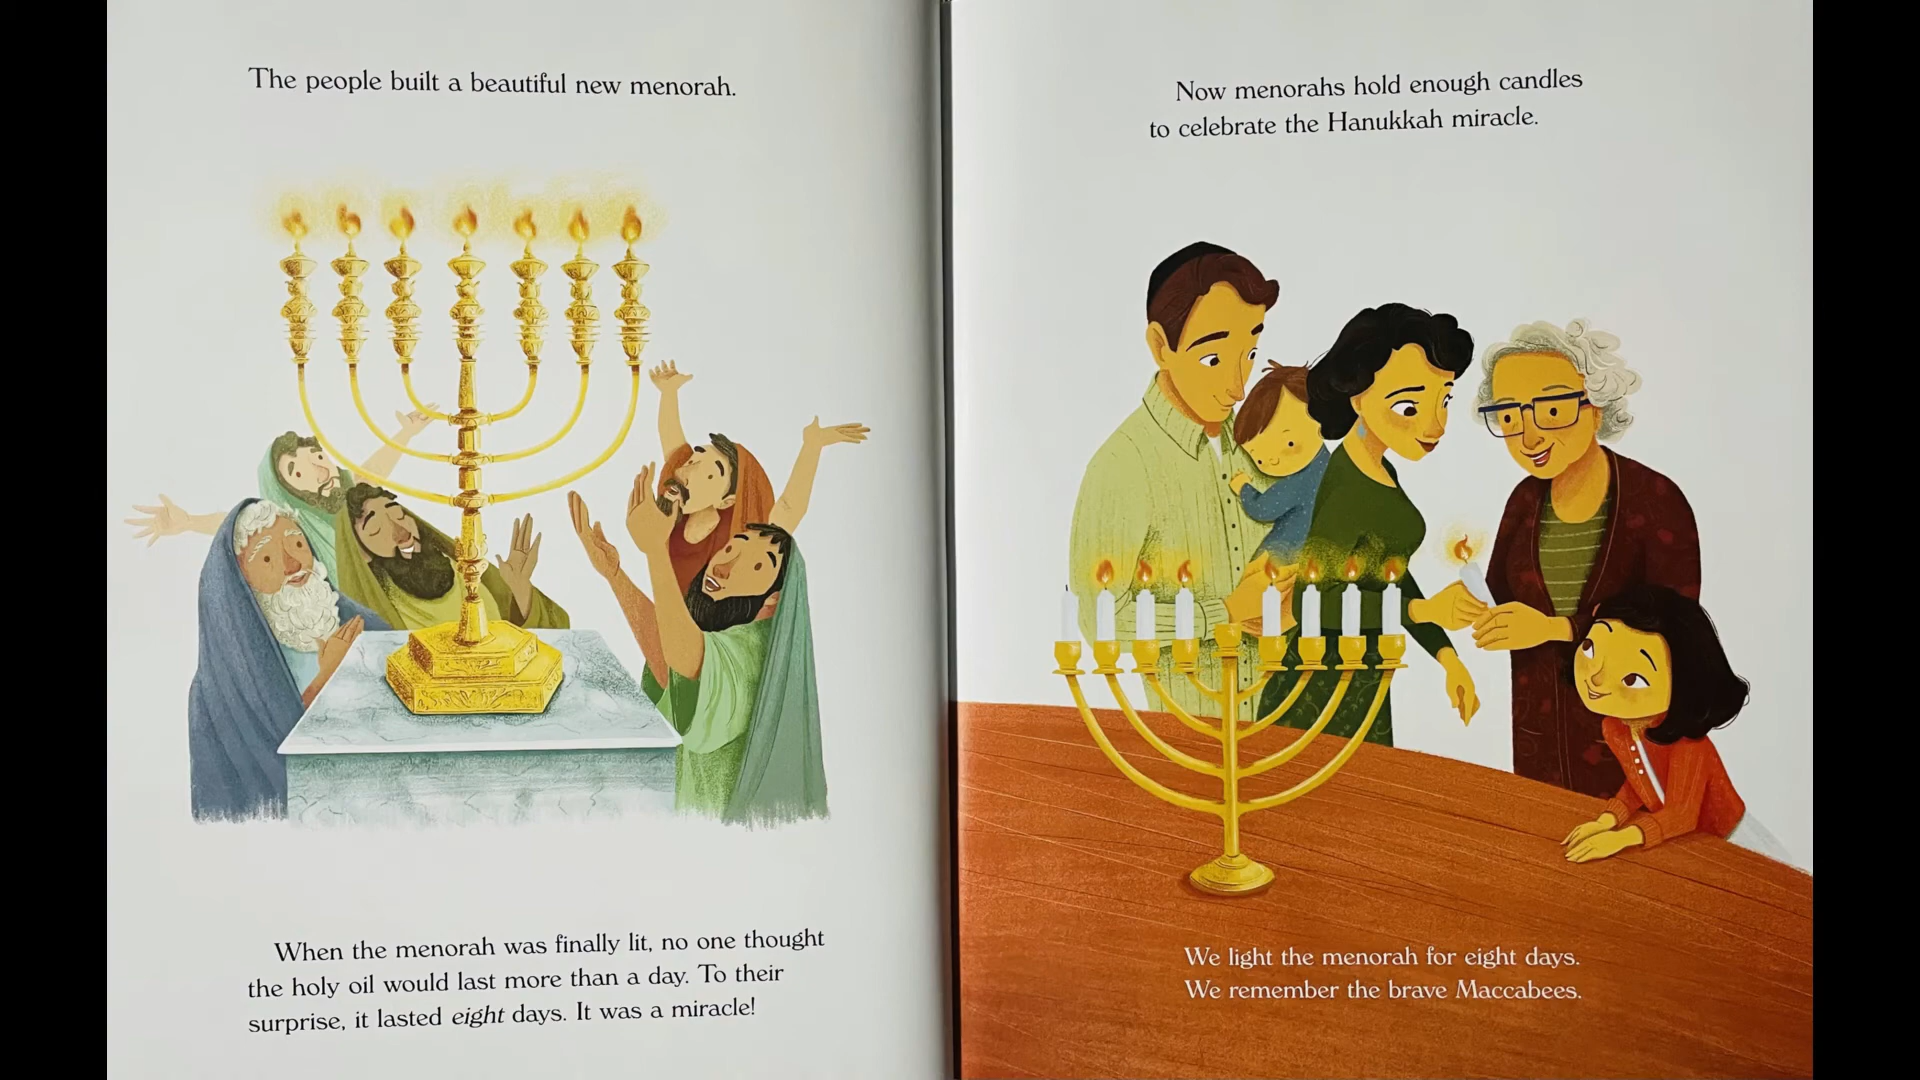 The people built a beautiful new menorah.
When the menorah was finally lit, no one thought
the holy oil would last more than a day. To their
surprise, it lasted eight days. It was a miracle!
Now menorahs hold enough candles
to celebrate the Hanukkah miracle.
We light the menorah for eight days.
We remember the brave Maccabees.